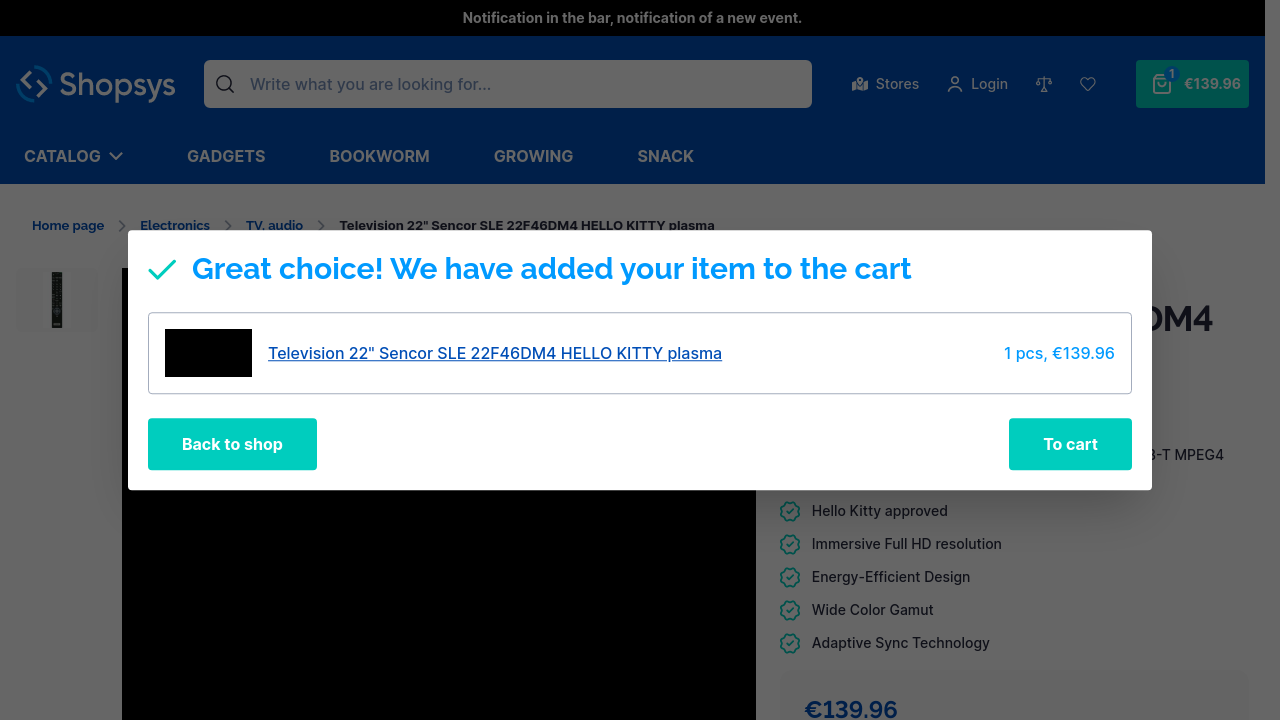 Notification in the bar, notification of a new event.
Shopsys
Write what you are looking for...
Stores
Login
1
€139.96
CATALOG
GADGETS
BOOKWORM
GROWING
SNACK
Home page
Electronics
TV, audio
Television 22" Sencor SLE 22F46DM4 HELLO KITTY plasma
Great choice! We have added your item to the cart
Television 22" Sencor SLE 22F46DM4 HELLO KITTY plasma
1 pcs, €139.96
Back to shop
To cart
DM4
B-T MPEG4
Hello Kitty approved
Immersive Full HD resolution
Energy-Efficient Design
Wide Color Gamut
Adaptive Sync Technology
€139.96